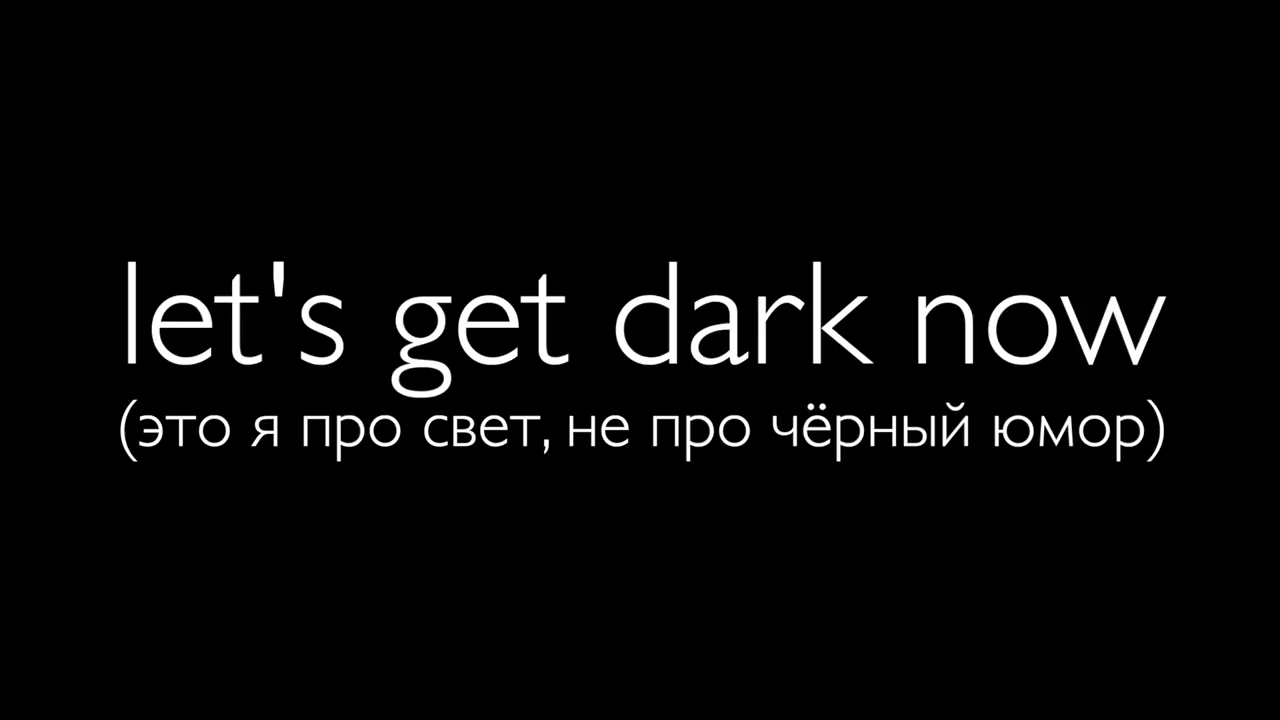 let's get dark now
(это я про свет, не про чёрный юмор)